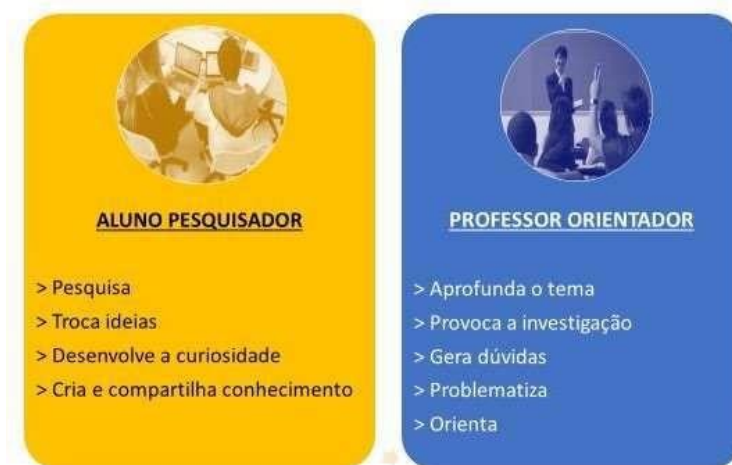 ALUNO PESQUISADOR
> Pesquisa
> Troca ideias
> Desenvolve a curiosidade
> Cria e compartilha conhecimento
PROFESSOR ORIENTADOR
> Aprofunda o tema
> Provoca a investigação
> Gera dúvidas
> Problematiza
> Orienta